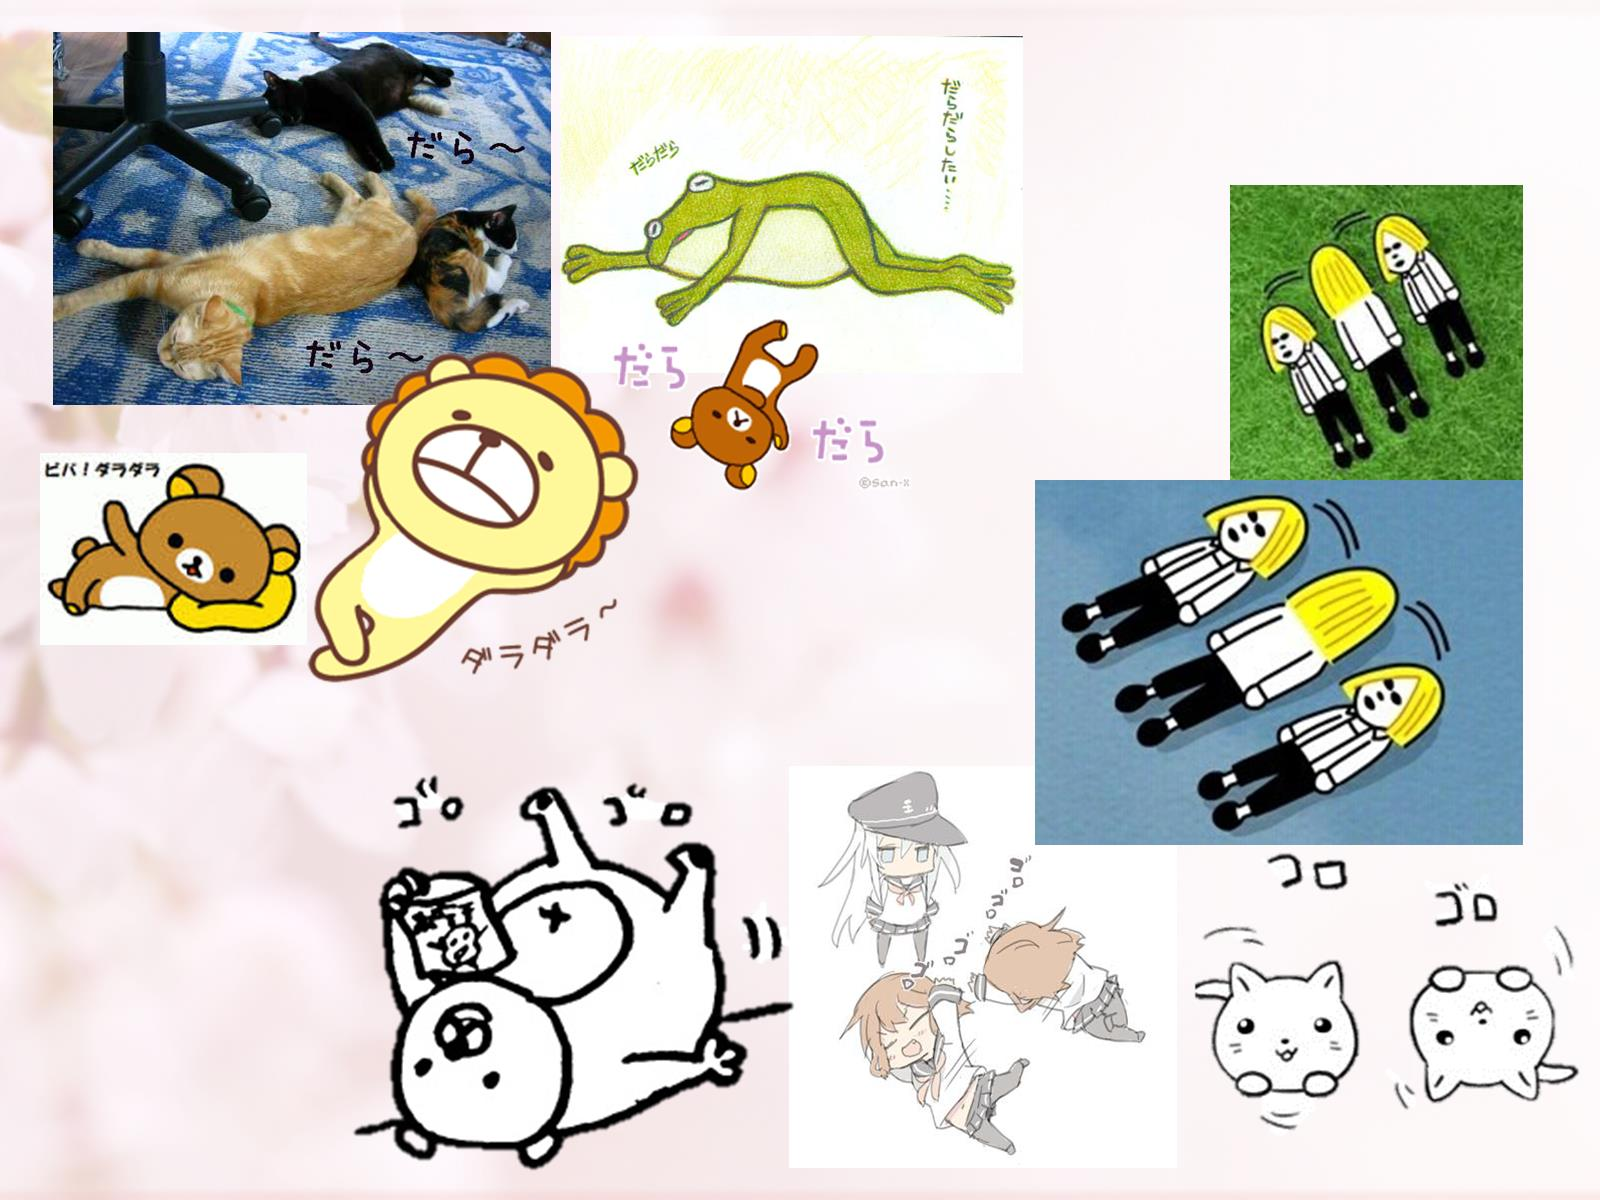 だら～
だら～
だらだらしたい……
だらだら
だら
だら
©san-x
ビバ！ダラダラ
ダラダラ～
ゴロ
ゴロ
ゴロ
ゴロ
コロ
ゴロ